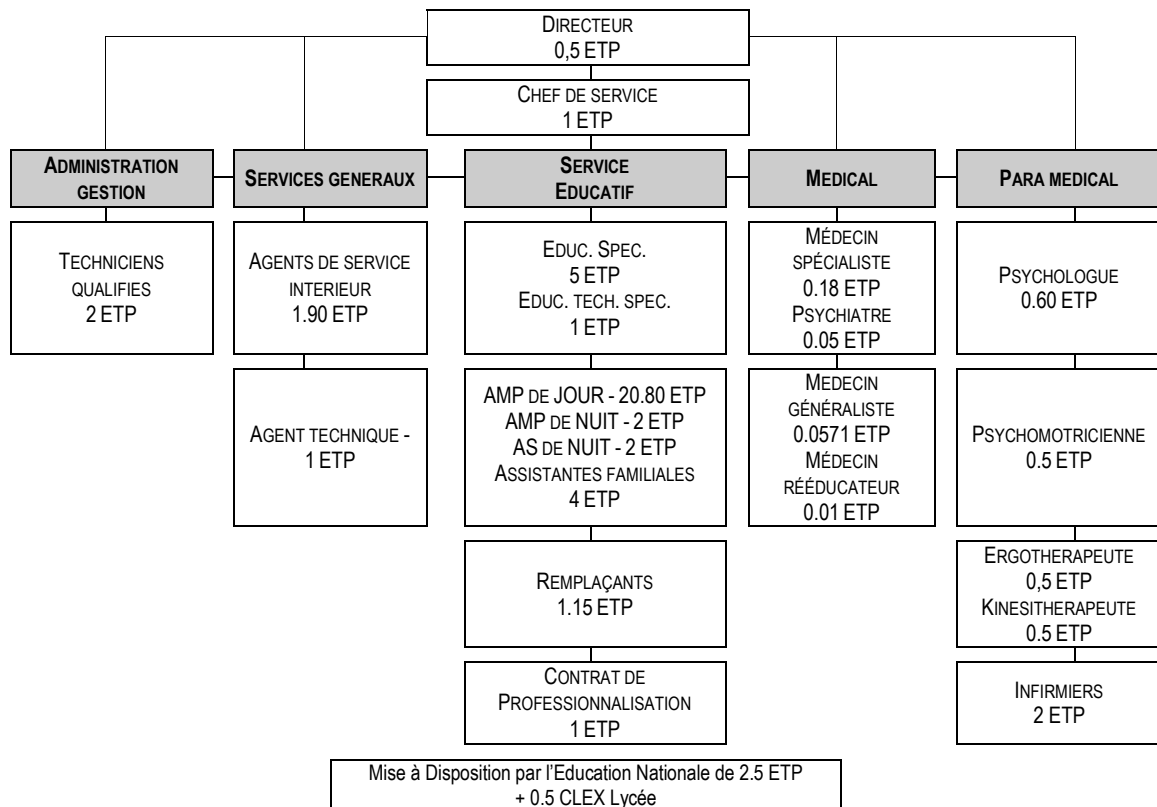 DIRECTEUR
0,5 ETP
CHEF DE SERVICE
1 ETP
ADMINISTRATION
GESTION
SERVICES GENERAUX
SERVICE
EDUCATIF
MEDICAL
PARA MEDICAL
TECHNICIENS
QUALIFIES
2 ETP
AGENTS DE SERVICE
INTERIEUR
1.90 ETP
EDUC. SPEC.
5 ETP
EDUC. TECH. SPEC.
1 ETP
MÉDECIN
SPÉCIALISTE
0.18 ETP
PSYCHIATRE
0.05 ETP
PSYCHOLOGUE
0.60 ETP
AGENT TECHNIQUE -
1 ETP
AMP DE JOUR - 20.80 ETP
AMP DE NUIT - 2 ETP
AS DE NUIT - 2 ETP
ASSISTANTES FAMILIALES
4 ETP
MEDECIN
GÉNÉRALISTE
0.0571 ETP
MÉDECIN
RÉÉDUCATEUR
0.01 ETP
PSYCHOMOTRICIENNE
0.5 ETP
REMPLAÇANTS
1.15 ETP
ERGOTHERAPEUTE
0,5 ETP
KINESITHERAPEUTE
0.5 ETP
CONTRAT DE
PROFESSIONNALISATION
1 ETP
INFIRMIERS
2 ETP
Mise à Disposition par l'Education Nationale de 2.5 ETP
+ 0.5 CLEX Lycée